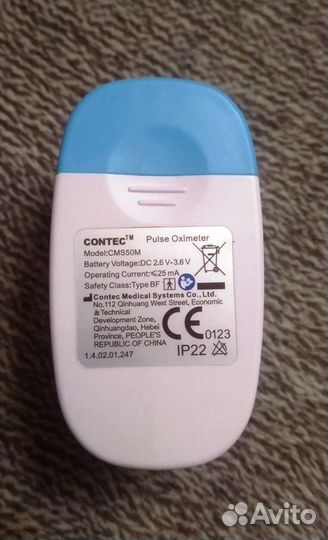 CONTEC™ Pulse Oximeter
Model:CMS50M
Battery Voltage:DC 2.6 V-3.6 V
Operating Current:≤25 mA
Safety Class:Type BF
Contec Medical Systems Co., Ltd.
No.112 Qinhuang West Street, Economic
& Technical
Development Zone,
Qinhuangdao, Hebei
Province, PEOPLE'S
REPUBLIC OF CHINA
1.4.02.01.247
CE 0123
IP22
Avito